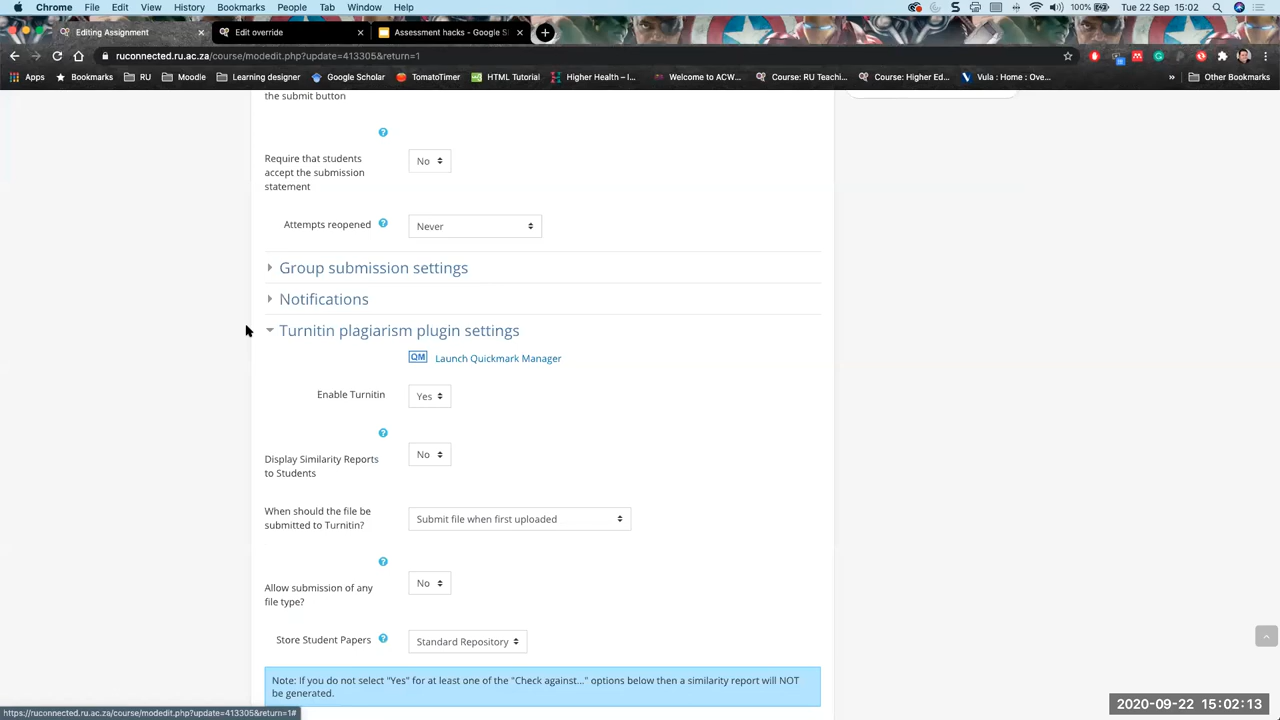 Chrome File Edit View History Bookmarks People Tab Window Help
100% Tue 22 Sep 15:02
Editing Assignment
Edit override
Assessment hacks - Google Sl
ruconnected.ru.ac.za/course/modedit.php?update=413305&return=1
Apps Bookmarks RU Moodle Learning designer Google Scholar TomatoTimer HTML Tutorial Higher Health – I... Welcome to ACW... Course: RU Teachi... Course: Higher Ed... Vula : Home : Ove... » Other Bookmarks
the submit button
Require that students
accept the submission
statement
No
Attempts reopened
Never
Group submission settings
Notifications
Turnitin plagiarism plugin settings
QM Launch Quickmark Manager
Enable Turnitin
Yes
Display Similarity Reports
to Students
No
When should the file be
submitted to Turnitin?
Submit file when first uploaded
Allow submission of any
file type?
No
Store Student Papers
Standard Repository
Note: If you do not select "Yes" for at least one of the "Check against..." options below then a similarity report will NOT
be generated.
https://ruconnected.ru.ac.za/course/modedit.php?update=413305&return=1#
2020-09-22 15:02:13